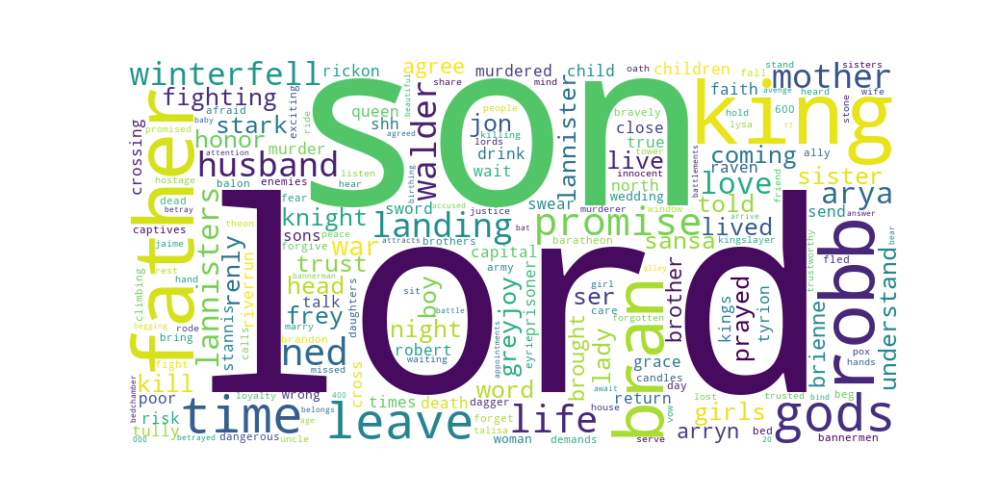 lord
son
king
father
robb
bran
time
leave
life
gods
husband
landing
promise
winterfell
mother
arya
ned
walder
love
lannisters
war
trust
fighting
stark
honor
knight
renly
stannis
riverrun
head
frey
night
boy
greyjoy
word
brought
lady
girls
arryn
kill
tully
risk
poor
agree
murdered
child
children
faith
rickon
queen
shh
jon
drink
wait
lannister
close
true
live
north
wedding
raven
coming
sister
told
lived
sansa
send
understand
brienne
tyrion
kings
prayed
brother
ser
care
grace
candles
return
day
death
dagger
times
cross
robert
talk
sons
sword
swear
capital
prisoner
eyrie
army
baratheon
brothers
attracts
birthing
justice
accused
bat
peace
forgive
fear
hear
listen
enemies
murder
exciting
afraid
baby
attention
ride
beautiful
agreed
lords
killing
people
share
mind
oath
bravely
innocent
tower
hold
lysa
600
17
stand
fall
avenge
heard
stone
sisters
wife
ally
friend
window
battlements
arrive
answer
trustworthy
fled
kingslayer
bear
pox
hands
bind
trusted
beg
bannermen
bed
lost
await
vow
house
serve
20
demands
belongs
woman
talisa
forget
age
400
wrong
missed
loyalty
uncle
dangerous
betrayed
000
bedchamber
fight
begging
brandon
marry
calls
bring
rode
hand
rest
climbing
jaime
dead
betray
captives
hostage
balon
promised
crossing
theon
daughters
bannerman
sit
battle
waiting
appointments
girl
alley
forgotten
murderer